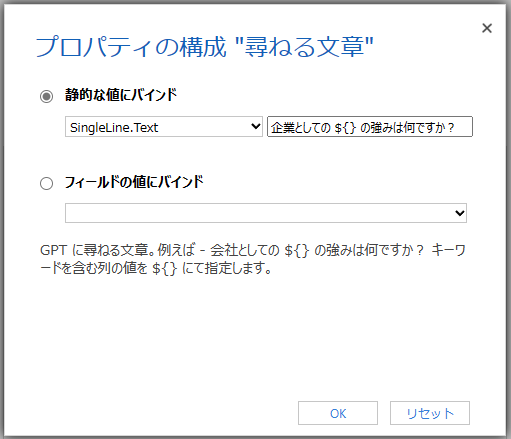 プロパティの構成 "尋ねる文章"
静的な値にバインド
SingleLine.Text 企業としての ${} の強みは何ですか？
フィールドの値にバインド
GPT に尋ねる文章。例えば - 会社としての ${} の強みは何ですか？ キーワ
ードを含む列の値を ${} にて指定します。
OK リセット